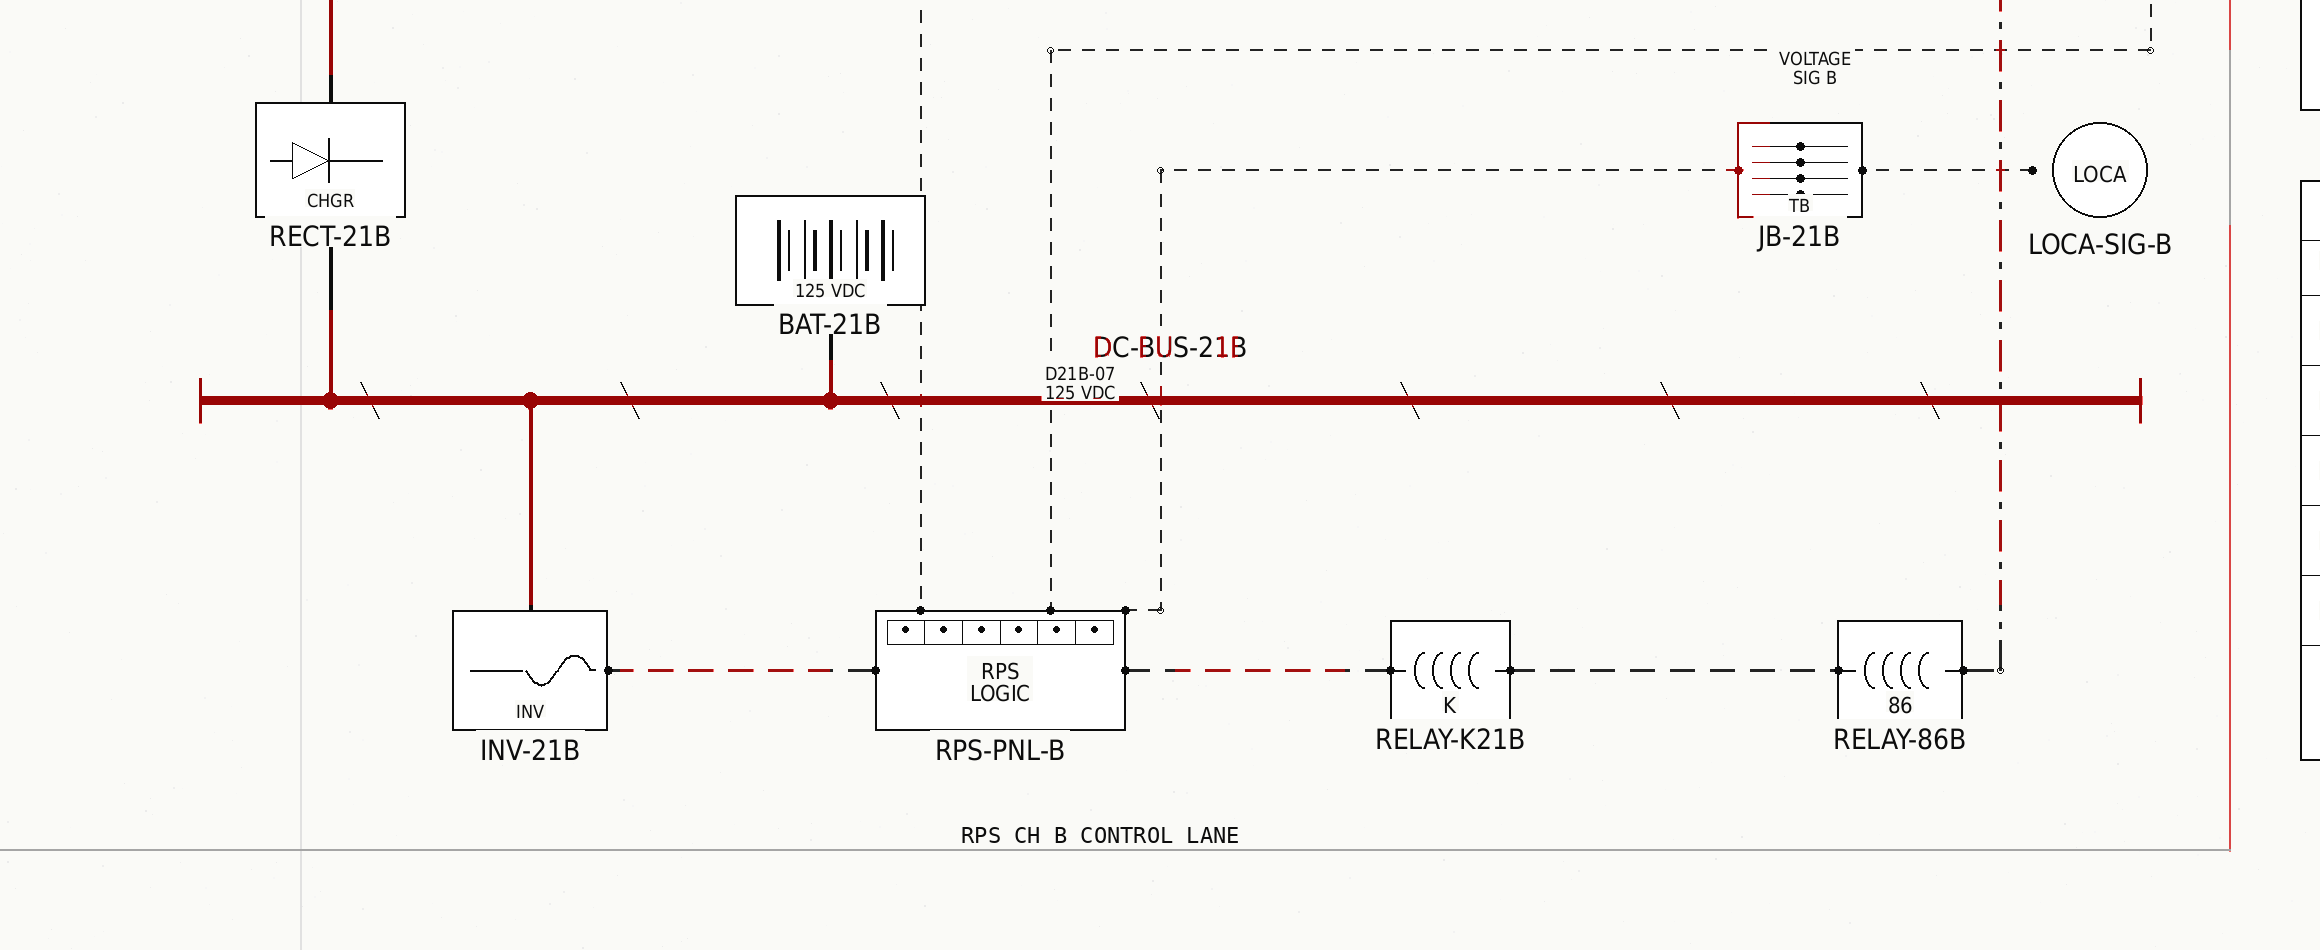 VOLTAGE
SIG B
CHGR
RECT-21B
125 VDC
BAT-21B
TB
JB-21B
LOCA
LOCA-SIG-B
DC-BUS-21B
D21B-07
125 VDC
INV
INV-21B
RPS
LOGIC
RPS-PNL-B
K
RELAY-K21B
86
RELAY-86B
RPS CH B CONTROL LANE